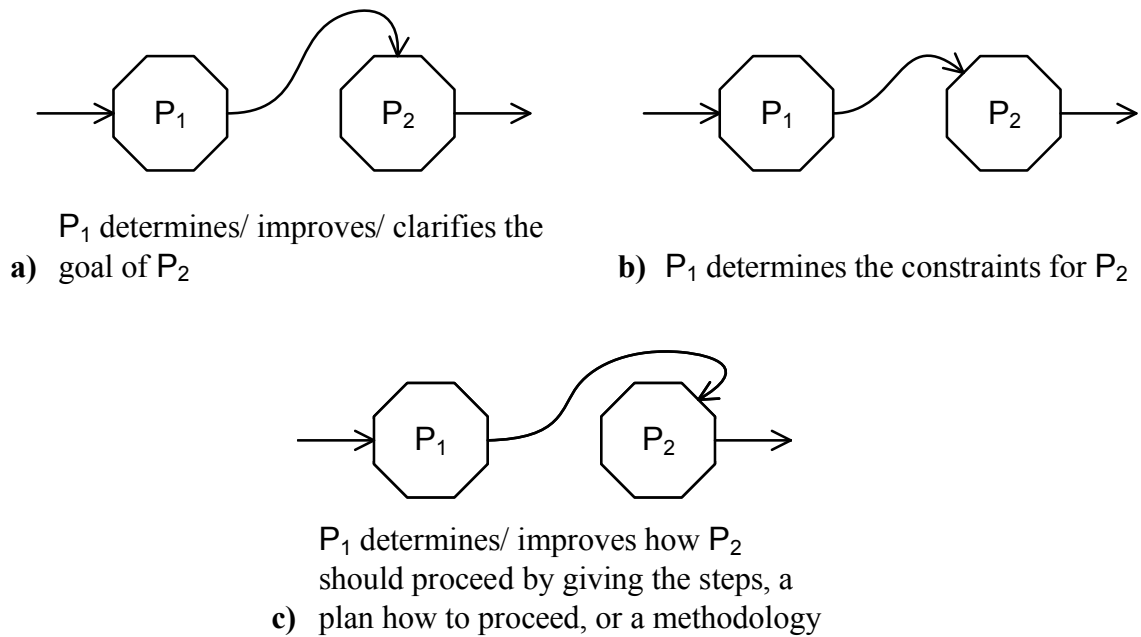 P₁ P₂ P₁ P₂
P₁ determines/ improves/ clarifies the
a) goal of P₂
b) P₁ determines the constraints for P₂
P₁ P₂
P₁ determines/ improves how P₂
should proceed by giving the steps, a
c) plan how to proceed, or a methodology